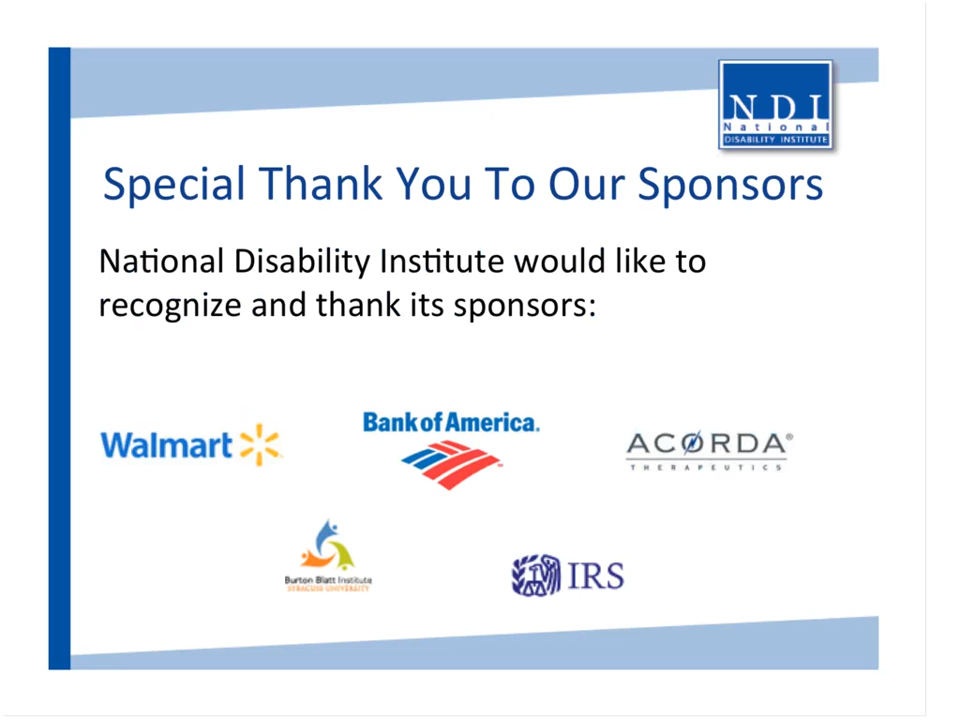 NDI
National
DISABILITY INSTITUTE
Special Thank You To Our Sponsors
National Disability Institute would like to
recognize and thank its sponsors:
Walmart
Bank of America.
ACORDA®
THERAPEUTICS
Burton Blatt Institute
SYRACUSE UNIVERSITY
IRS